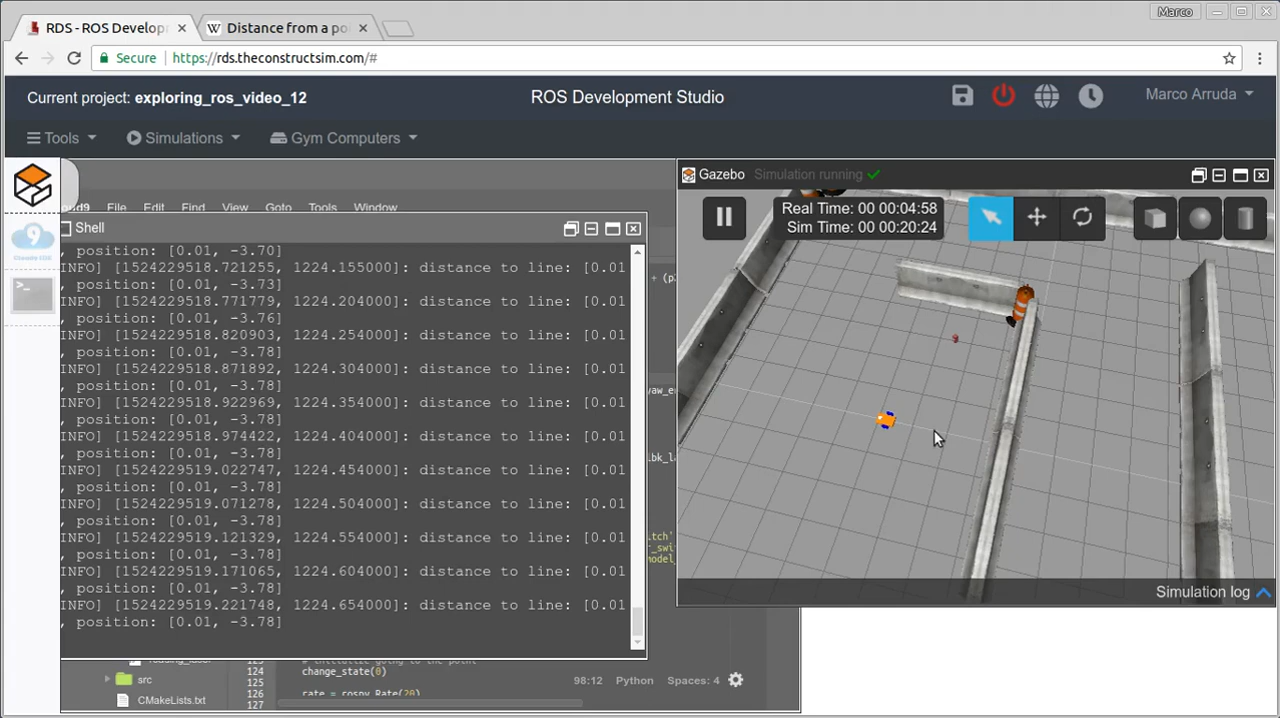 Marco
RDS - ROS Develop
W Distance from a po
Secure https://rds.theconstructsim.com/#
Current project: exploring_ros_video_12
ROS Development Studio
Marco Arruda
Tools
Simulations
Gym Computers
File Edit Find View Goto Tools Window
Shell
, position: [0.01, -3.70]
INFO] [1524229518.721255, 1224.155000]: distance to line: [0.01
, position: [0.01, -3.73]
INFO] [1524229518.771779, 1224.204000]: distance to line: [0.01
, position: [0.01, -3.76]
INFO] [1524229518.820903, 1224.254000]: distance to line: [0.01
, position: [0.01, -3.78]
INFO] [1524229518.871892, 1224.304000]: distance to line: [0.01
, position: [0.01, -3.78]
INFO] [1524229518.922969, 1224.354000]: distance to line: [0.01
, position: [0.01, -3.78]
INFO] [1524229518.974422, 1224.404000]: distance to line: [0.01
, position: [0.01, -3.78]
INFO] [1524229519.022747, 1224.454000]: distance to line: [0.01
, position: [0.01, -3.78]
INFO] [1524229519.071278, 1224.504000]: distance to line: [0.01
, position: [0.01, -3.78]
INFO] [1524229519.121329, 1224.554000]: distance to line: [0.01
, position: [0.01, -3.78]
INFO] [1524229519.171065, 1224.604000]: distance to line: [0.01
, position: [0.01, -3.78]
INFO] [1524229519.221748, 1224.654000]: distance to line: [0.01
, position: [0.01, -3.78]
Gazebo Simulation running
Real Time: 00 00:04:58
Sim Time: 00 00:20:24
Simulation log
src
CMakeLists.txt
124 change_state(0)
125
126 rate = rospy.Rate(20)
127
98:12 Python Spaces: 4